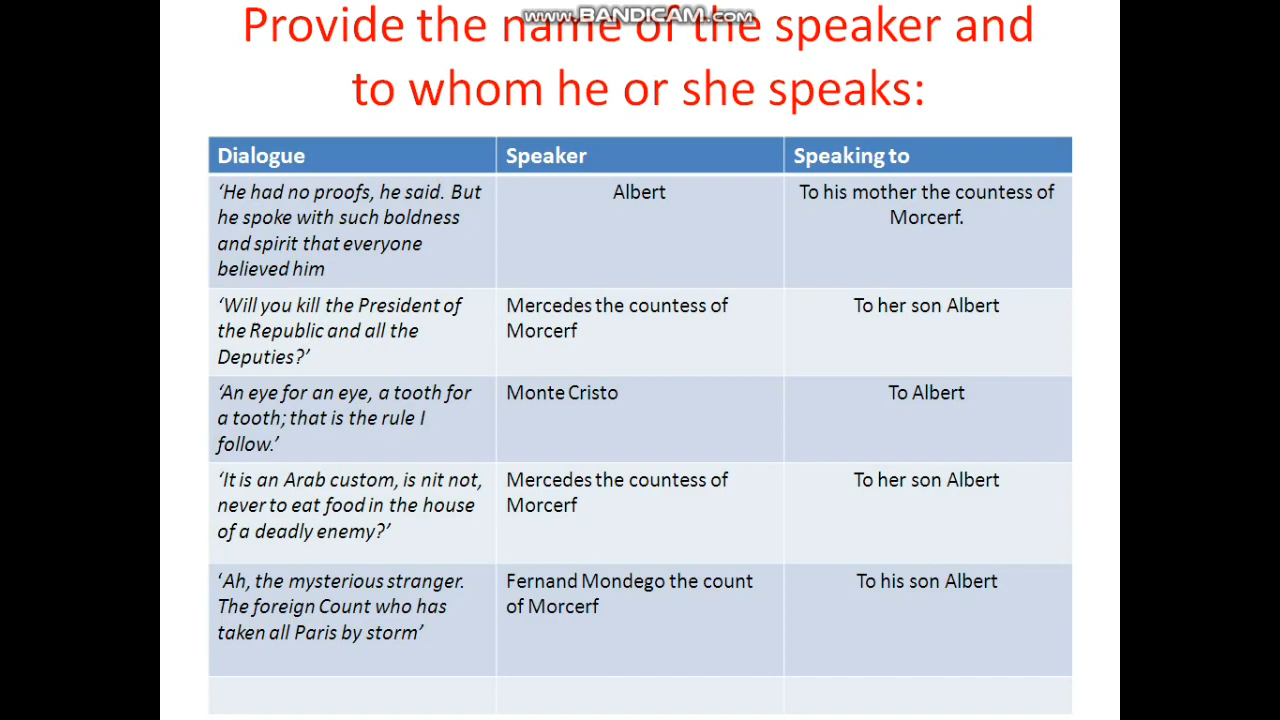 www.BANDICAM.com
Provide the name of the speaker and
to whom he or she speaks:
Dialogue
Speaker
Speaking to
‘He had no proofs, he said. But
he spoke with such boldness
and spirit that everyone
believed him
Albert
To his mother the countess of
Morcerf.
‘Will you kill the President of
the Republic and all the
Deputies?’
Mercedes the countess of
Morcerf
To her son Albert
‘An eye for an eye, a tooth for
a tooth; that is the rule I
follow.’
Monte Cristo
To Albert
‘It is an Arab custom, is nit not,
never to eat food in the house
of a deadly enemy?’
Mercedes the countess of
Morcerf
To her son Albert
‘Ah, the mysterious stranger.
The foreign Count who has
taken all Paris by storm’
Fernand Mondego the count
of Morcerf
To his son Albert